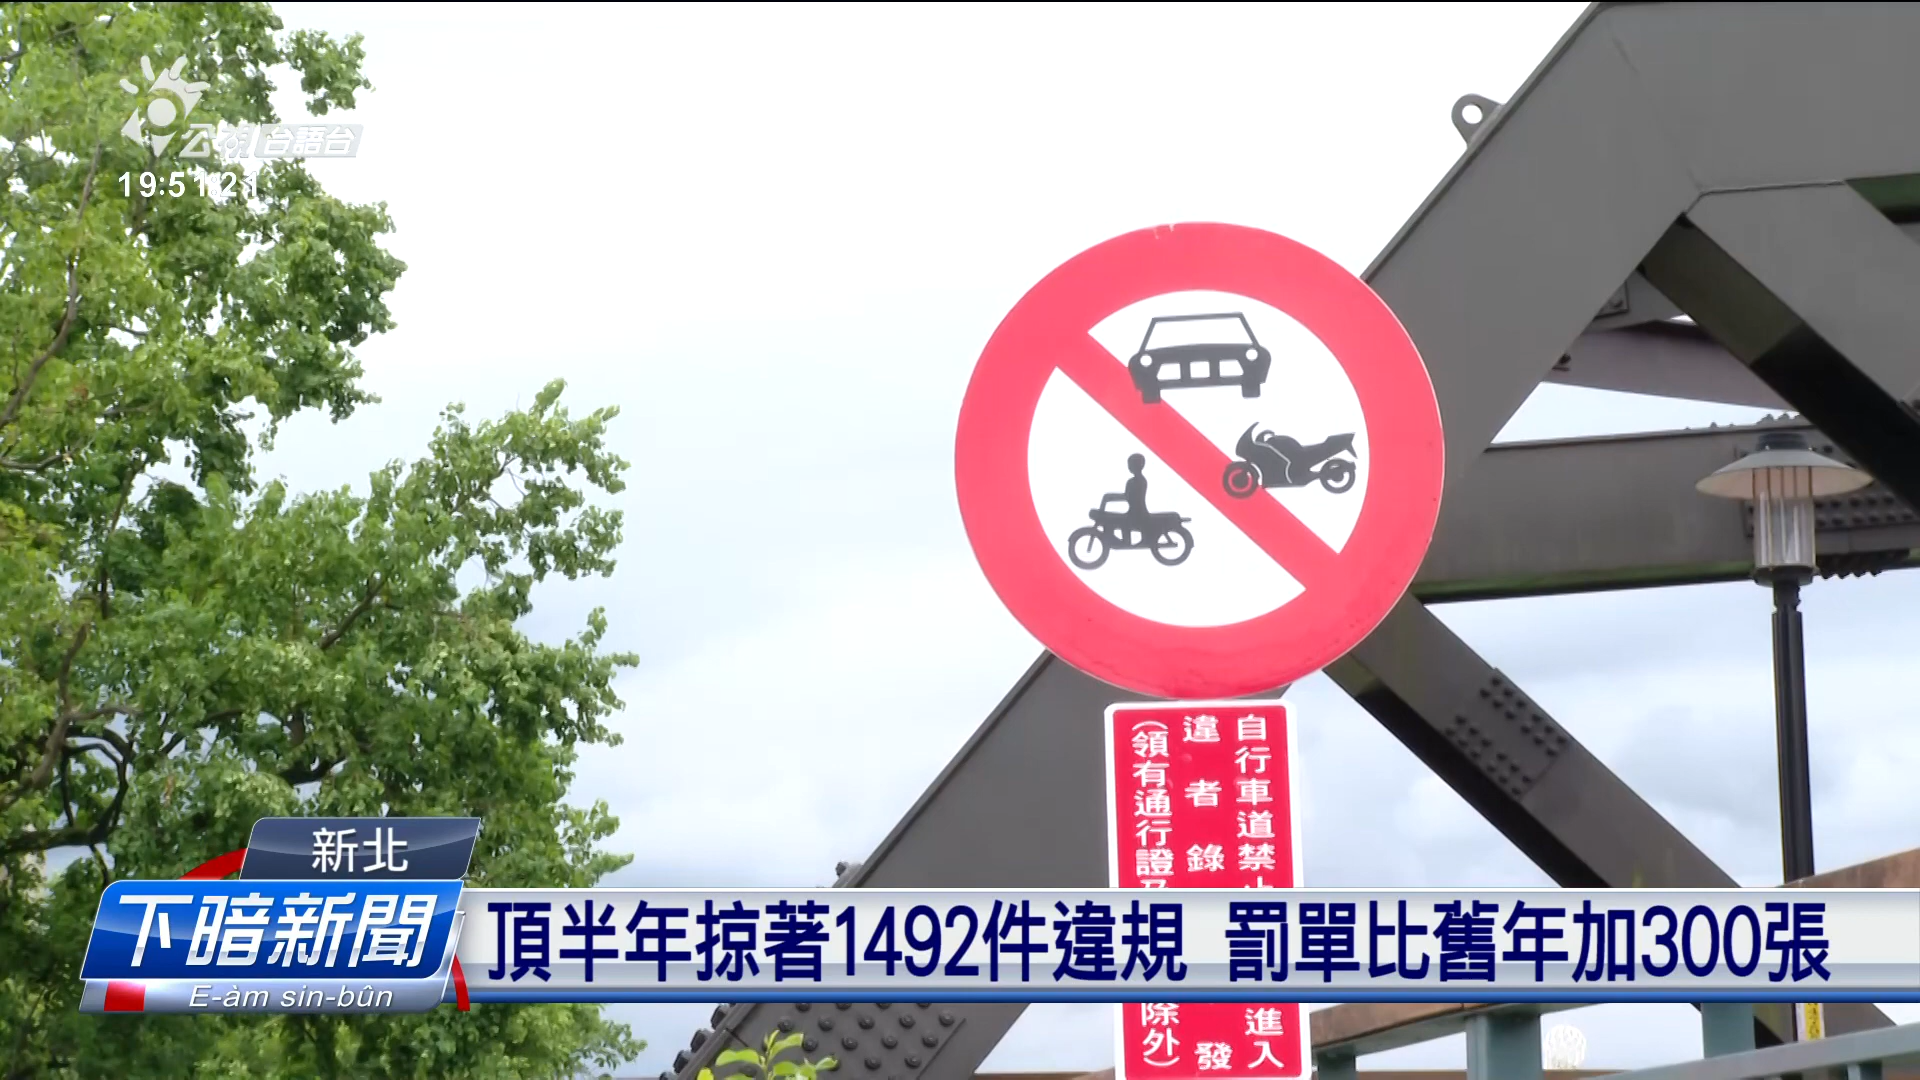 公視 台語台
19:51:21
自行車道禁止
進入
違者錄
發
(領有通行證及
除外)
新北
下暗新聞
E-àm sin-bûn
頂半年掠著1492件違規 罰單比舊年加300張